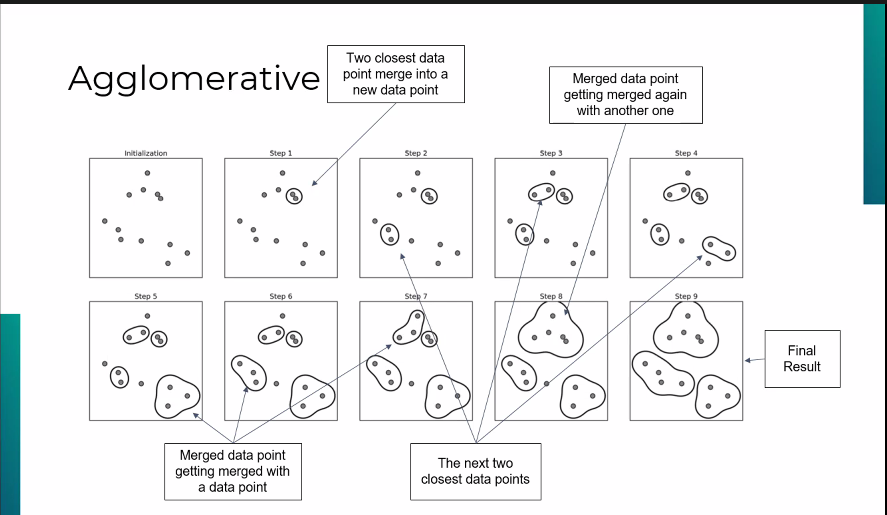 Agglomerative
Two closest data
point merge into a
new data point
Merged data point
getting merged again
with another one
Initialization
Step 1
Step 2
Step 3
Step 4
Step 5
Step 6
Step 7
Step 8
Step 9
Final
Result
Merged data point
getting merged with
a data point
The next two
closest data points